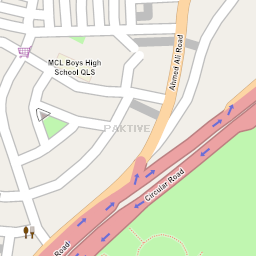 MCL Boys High
School QLS
Ahmed Ali Road
PAKTIVE
Circular Road
Road